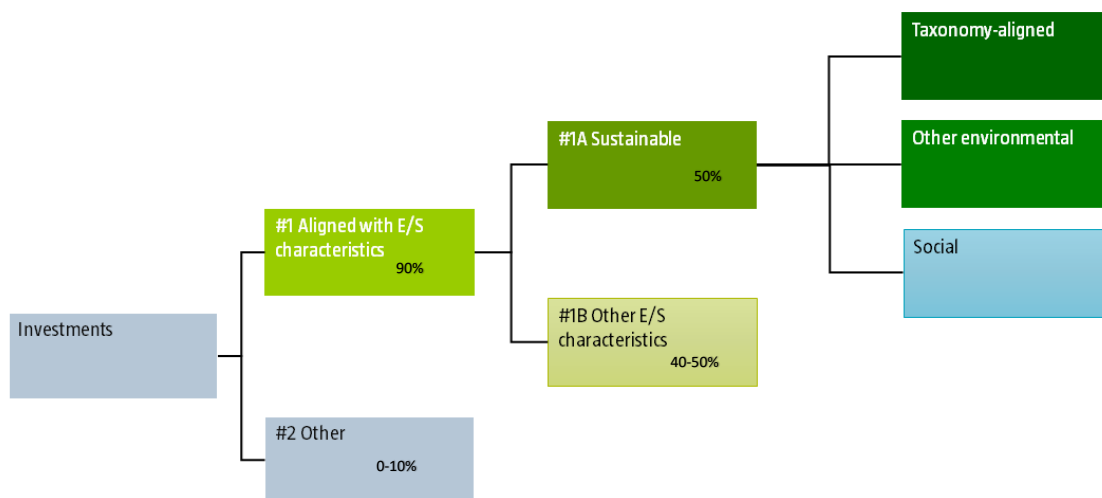 Taxonomy-aligned
#1A Sustainable
50%
Other environmental
#1 Aligned with E/S
characteristics
90%
Social
Investments
#1B Other E/S
characteristics
40-50%
#2 Other
0-10%